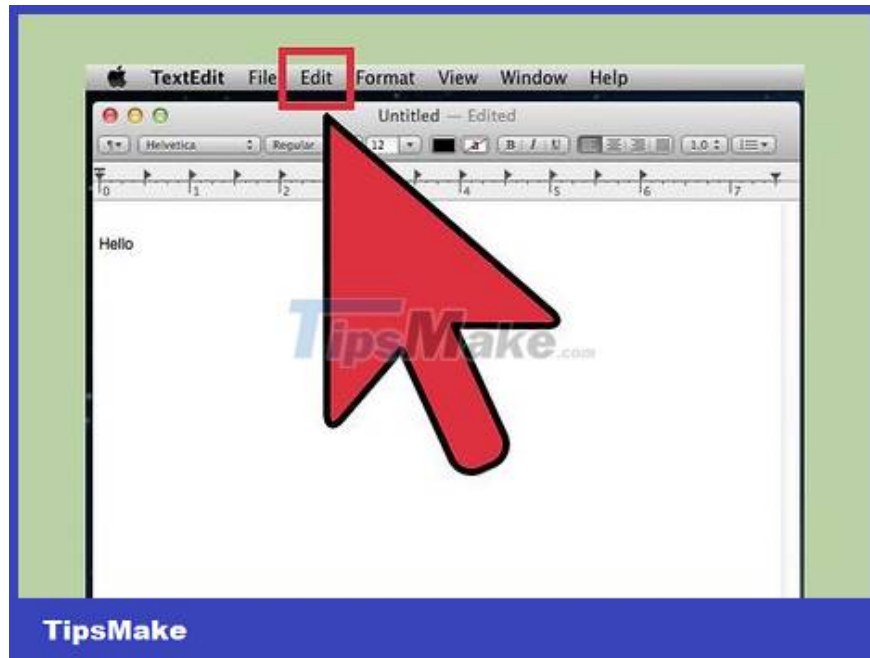 TextEdit File Edit Format View Window Help
Untitled — Edited
Helvetica Regular 12 a B I U 1.0
0 1 2 4 5 6 7
Hello
TipsMake.com
TipsMake